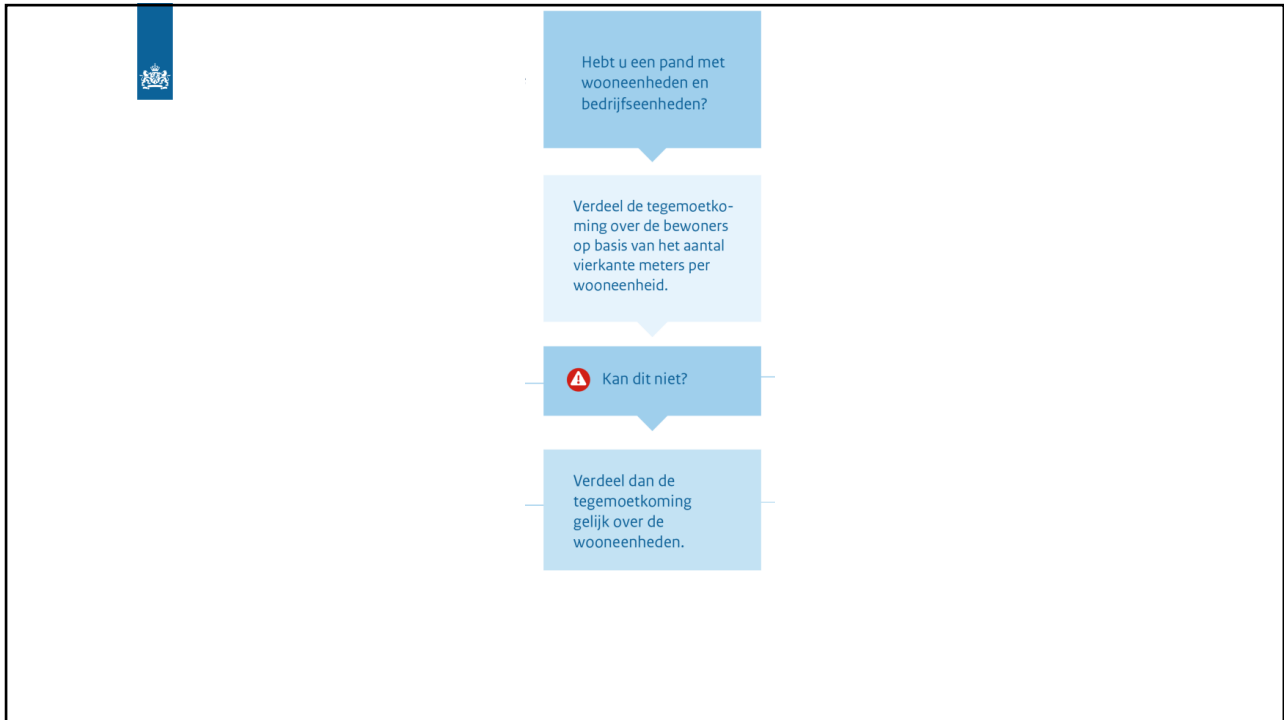 Hebt u een pand met
wooneenheden en
bedrijfseenheden?
Verdeel de tegemoetko-
ming over de bewoners
op basis van het aantal
vierkante meters per
wooneenheid.
Kan dit niet?
Verdeel dan de
tegemoetkoming
gelijk over de
wooneenheden.